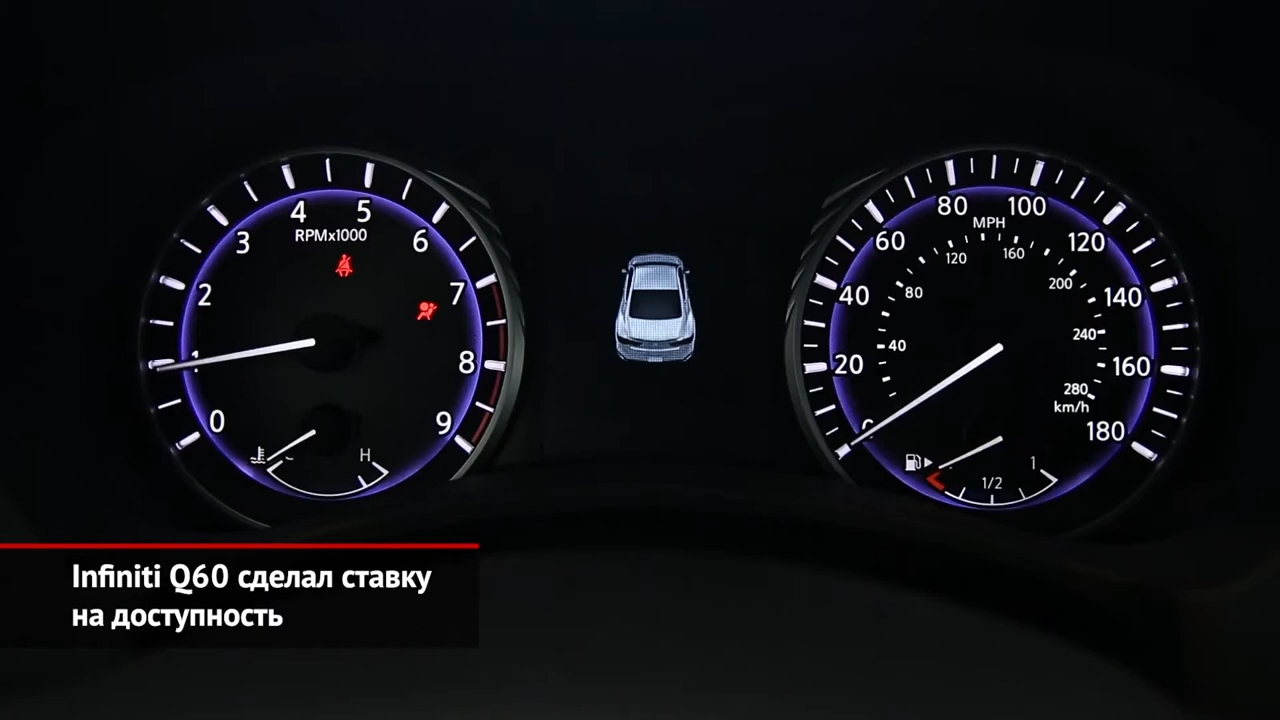 4 5
3 RPMx1000 6
2 7
1 8
0 9
H
80 100
60 MPH 120
120 160
40 80 200 140
40 240
20 160
280
km/h
0 180
1/2 1
Infiniti Q60 сделал ставку
на доступность